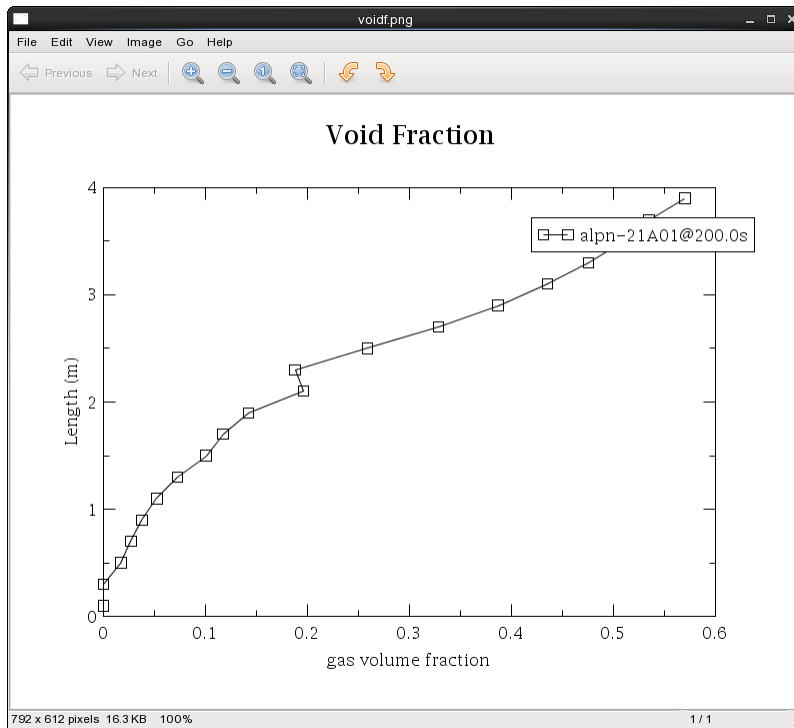 voidf.png
File Edit View Image Go Help
Previous Next
Void Fraction
4
alpn-21A01@200.0s
3
Length (m)
2
1
0
0 0.1 0.2 0.3 0.4 0.5 0.6
gas volume fraction
792 x 612 pixels 16.3 KB 100% 1 / 1